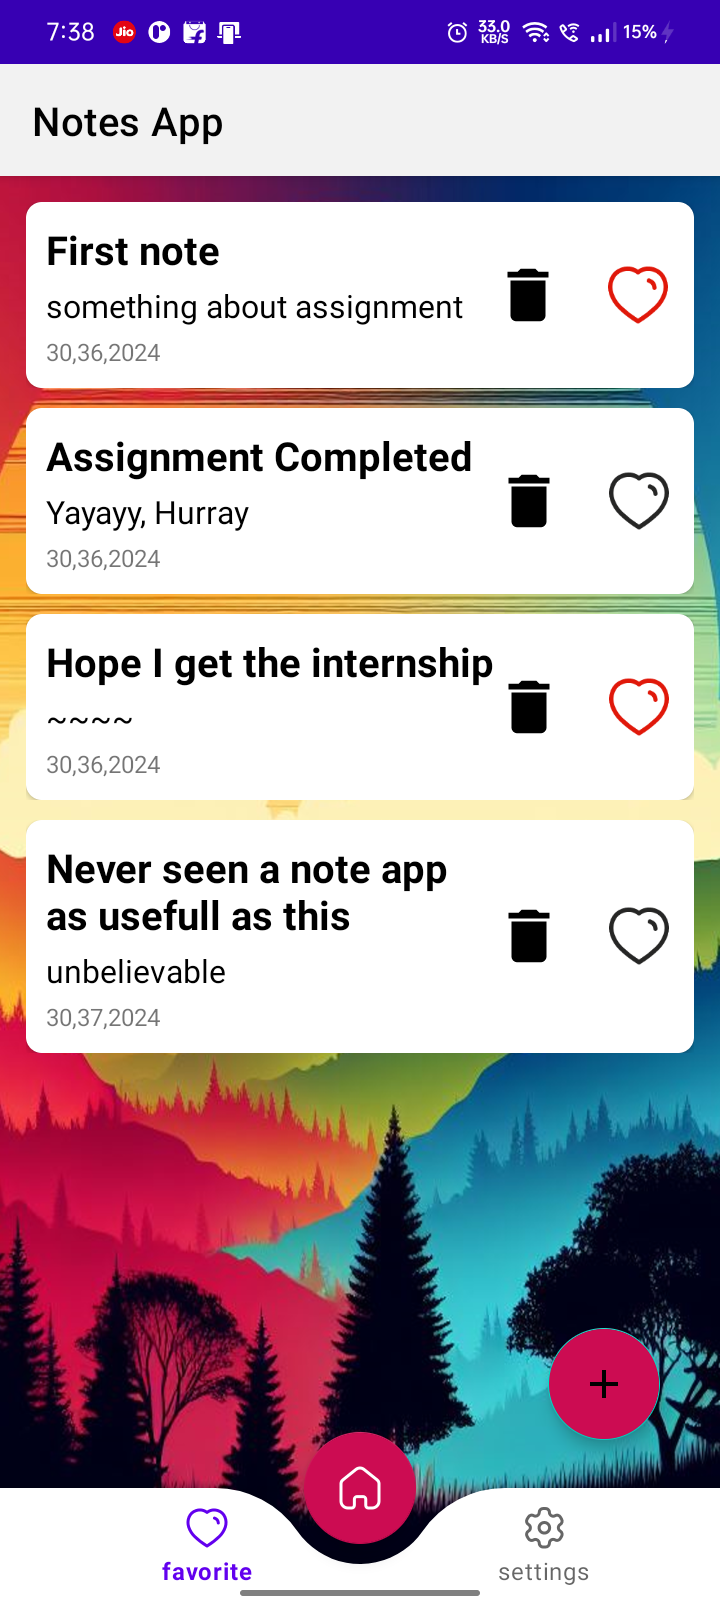 7:38
Jio
33.0
KB/S
15%
Notes App
First note
something about assignment
30,36,2024
Assignment Completed
Yayayy, Hurray
30,36,2024
Hope I get the internship
~~~~
30,36,2024
Never seen a note app
as usefull as this
unbelievable
30,37,2024
favorite
settings